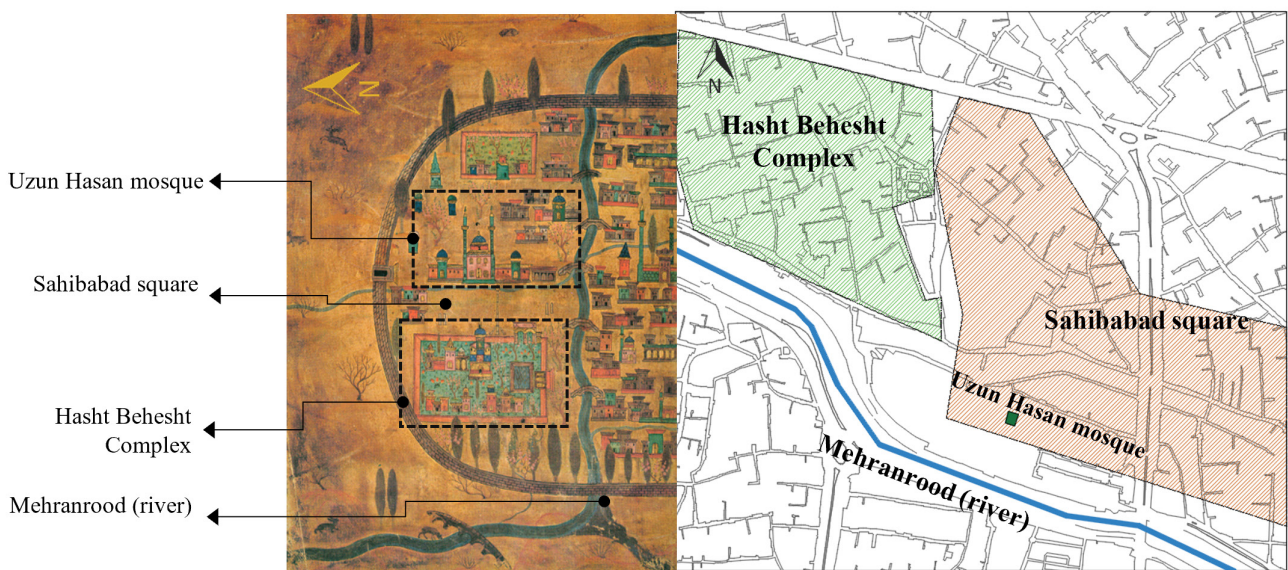 Uzun Hasan mosque
Sahibabad square
Hasht Behesht
Complex
Mehranrood (river)
N
N
Hasht Behesht
Complex
Sahibabad square
Uzun Hasan mosque
Mehranrood (river)